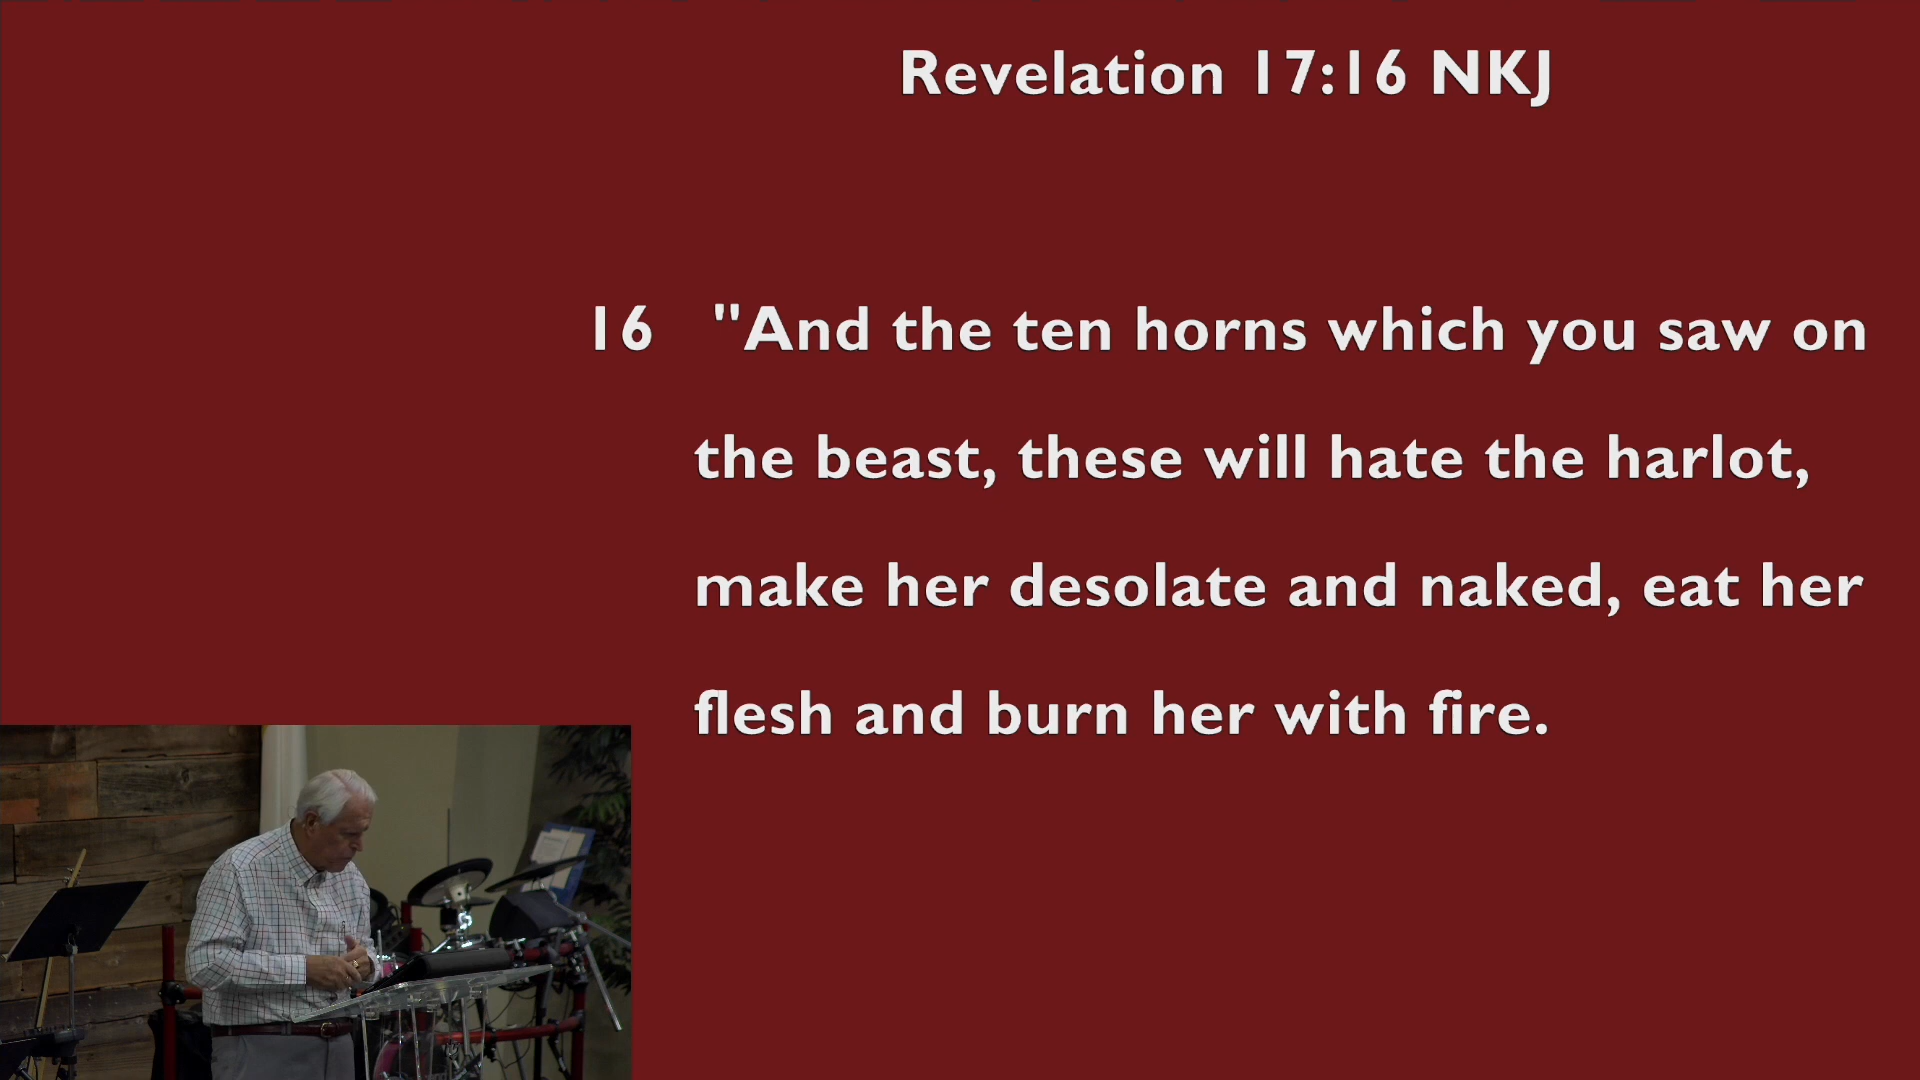 Revelation 17:16 NKJ
16 "And the ten horns which you saw on
the beast, these will hate the harlot,
make her desolate and naked, eat her
flesh and burn her with fire.